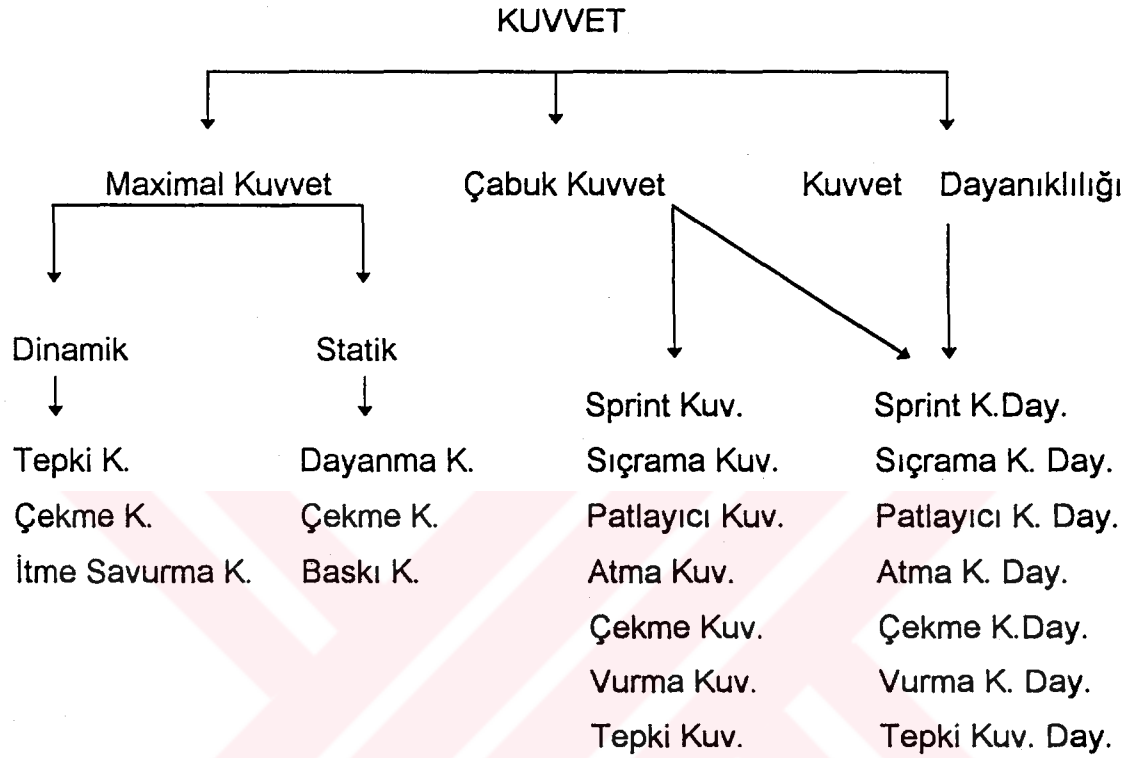 KUVVET
Maximal Kuvvet Çabuk Kuvvet Kuvvet Dayanıklılığı
Dinamik Statik
Sprint Kuv. Sprint K.Day.
Tepki K. Dayanma K. Sıçrama Kuv. Sıçrama K. Day.
Çekme K. Çekme K. Patlayıcı Kuv. Patlayıcı K. Day.
İtme Savurma K. Baskı K. Atma Kuv. Atma K. Day.
Çekme Kuv. Çekme K.Day.
Vurma Kuv. Vurma K. Day.
Tepki Kuv. Tepki Kuv. Day.